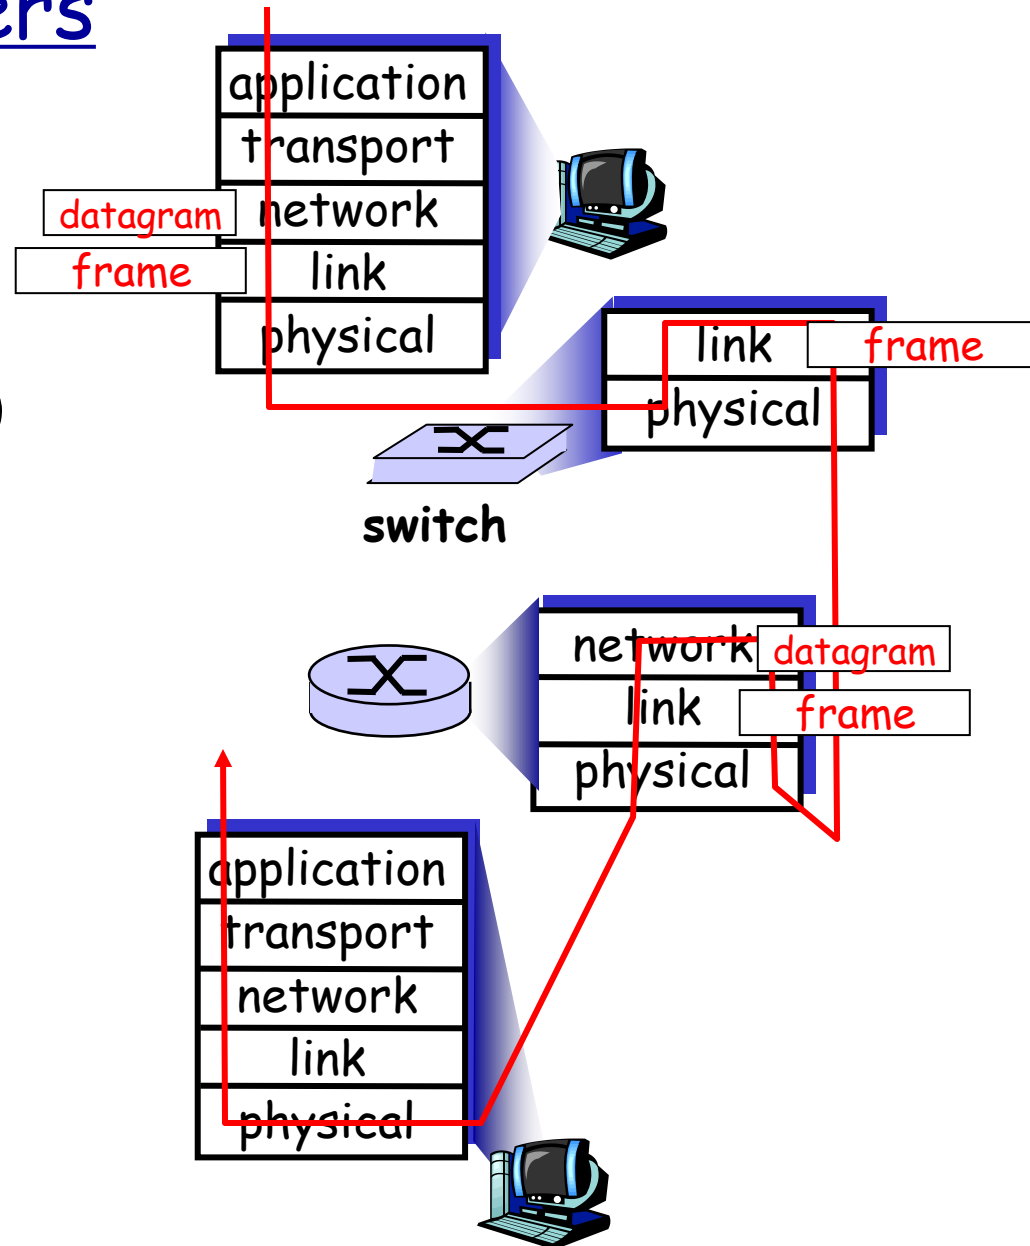 ers
application
transport
datagram
network
frame
link
physical
link
frame
physical
)
switch
network
datagram
link
frame
physical
application
transport
network
link
physical